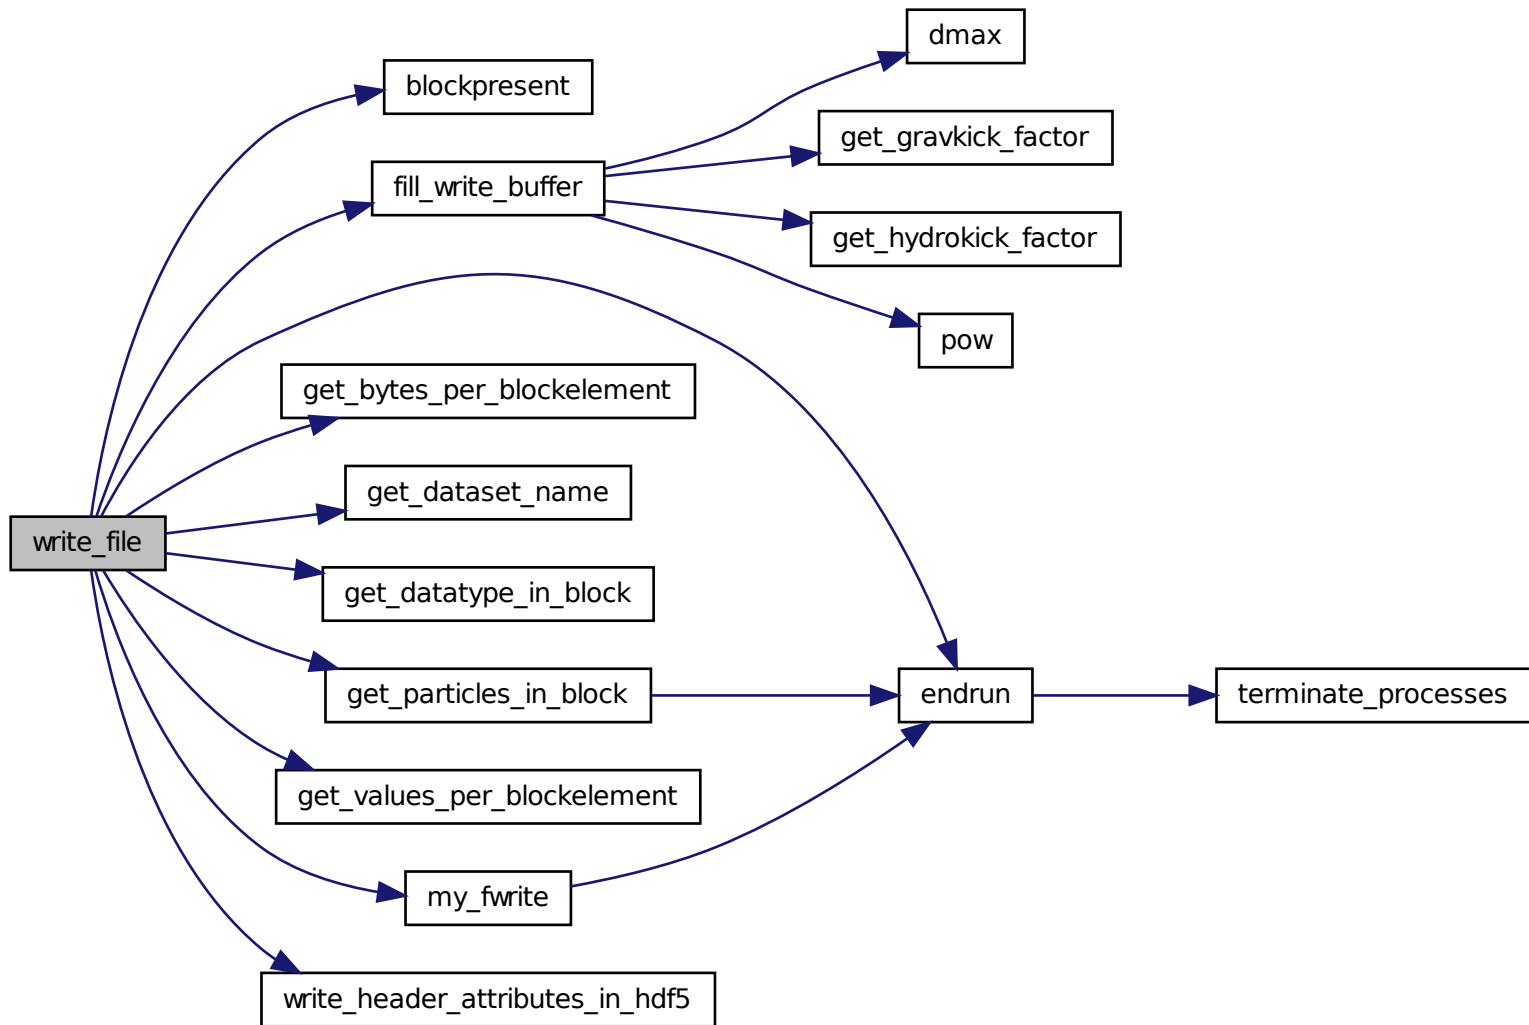 dmax
blockpresent
get_gravkick_factor
fill_write_buffer
get_hydrokick_factor
pow
get_bytes_per_blockelement
get_dataset_name
write_file
get_datatype_in_block
get_particles_in_block
endrun
terminate_processes
get_values_per_blockelement
my_fwrite
write_header_attributes_in_hdf5